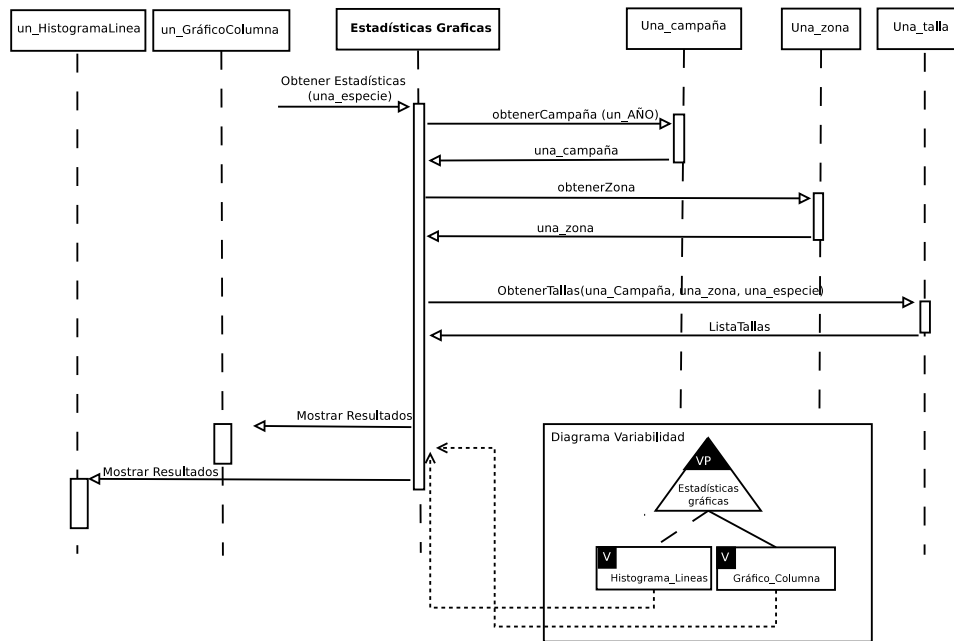 un_HistogramaLinea
un_GráficoColumna
Estadísticas Graficas
Una_campaña
Una_zona
Una_talla
Obtener Estadísticas
(una_especie)
obtenerCampaña (un_AÑO)
una_campaña
obtenerZona
una_zona
ObtenerTallas(una_Campaña, una_zona, una_especie)
ListaTallas
Mostrar Resultados
Mostrar Resultados
Diagrama Variabilidad
VP
Estadísticas
gráficas
V
Histograma_Lineas
V
Gráfico_Columna